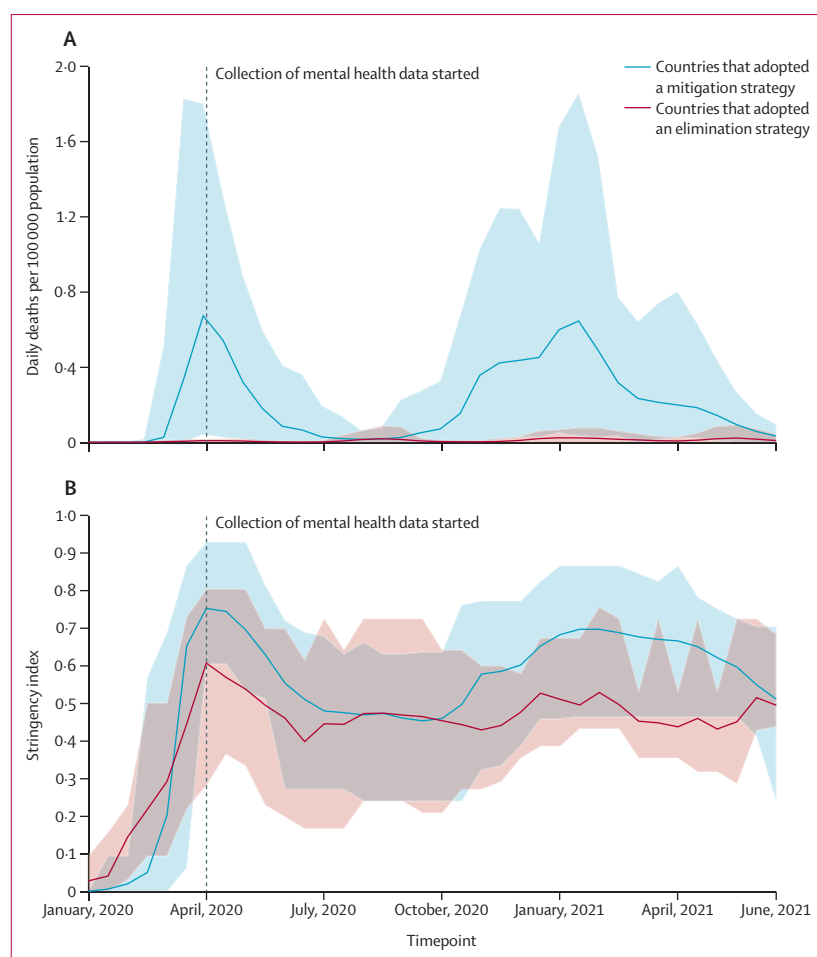 A
2·0
Collection of mental health data started
Countries that adopted
a mitigation strategy
Countries that adopted
an elimination strategy
1·6
1·2
0·8
0·4
0
Daily deaths per 100 000 population
B
1·0
Collection of mental health data started
0·9
0·8
0·7
0·6
0·5
0·4
0·3
0·2
0·1
0
Stringency index
January, 2020
April, 2020
July, 2020
October, 2020
January, 2021
April, 2021
June, 2021
Timepoint